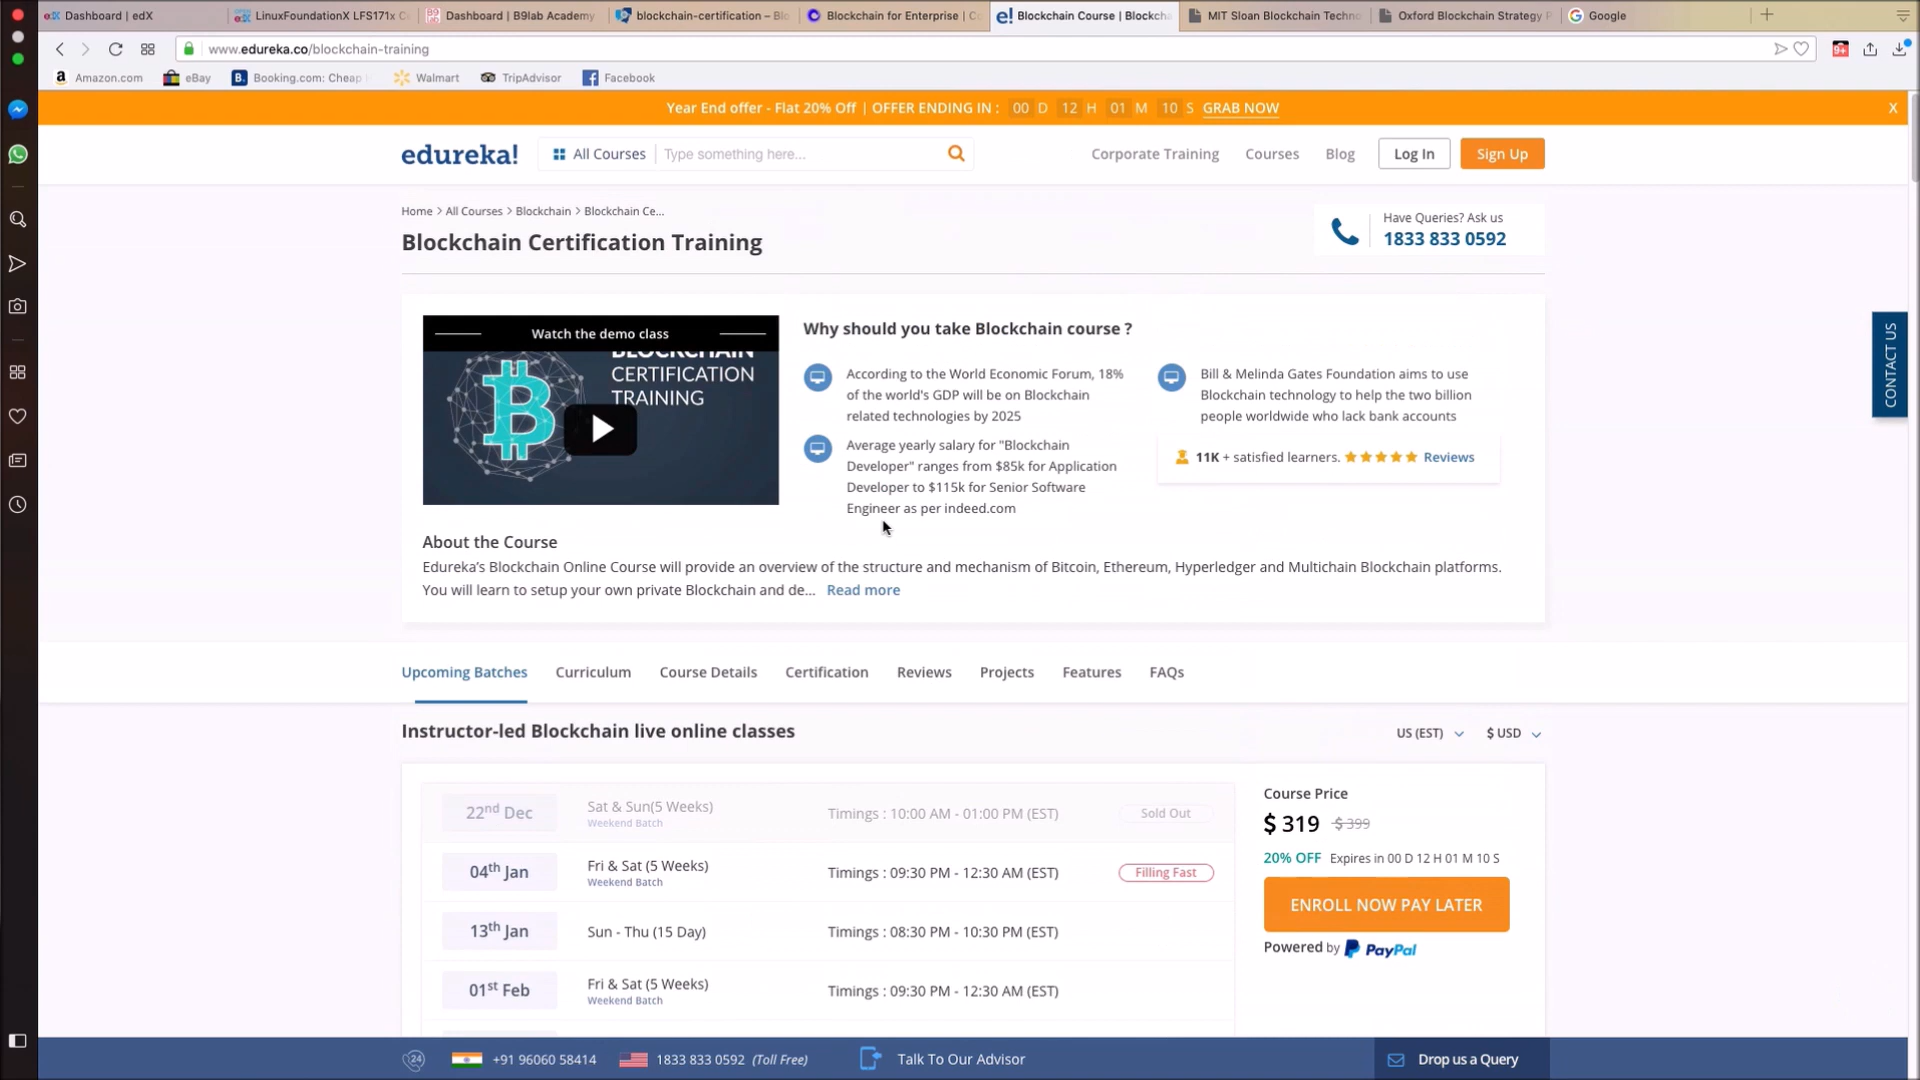 Dashboard | edX
LinuxFoundationX LFS171x C
Dashboard | B9lab Academy
blockchain-certification – Blo
Blockchain for Enterprise | Co
e! Blockchain Course | Blockcha
MIT Sloan Blockchain Techno
Oxford Blockchain Strategy P
Google
www.edureka.co/blockchain-training
9+
Amazon.com
eBay
B. Booking.com: Cheap
Walmart
TripAdvisor
Facebook
Year End offer - Flat 20% Off | OFFER ENDING IN : 00 D 12 H 01 M 10 S GRAB NOW
X
edureka!
All Courses
Type something here...
Corporate Training
Courses
Blog
Log In
Sign Up
Home > All Courses > Blockchain > Blockchain Ce...
Blockchain Certification Training
Have Queries? Ask us
1833 833 0592
CONTACT US
Watch the demo class
BLOCKCHAIN
CERTIFICATION
TRAINING
Why should you take Blockchain course ?
According to the World Economic Forum, 18%
of the world's GDP will be on Blockchain
related technologies by 2025
Average yearly salary for "Blockchain
Developer" ranges from $85k for Application
Developer to $115k for Senior Software
Engineer as per indeed.com
Bill & Melinda Gates Foundation aims to use
Blockchain technology to help the two billion
people worldwide who lack bank accounts
11K + satisfied learners. ★★★★★ Reviews
About the Course
Edureka's Blockchain Online Course will provide an overview of the structure and mechanism of Bitcoin, Ethereum, Hyperledger and Multichain Blockchain platforms.
You will learn to setup your own private Blockchain and de... Read more
Upcoming Batches
Curriculum
Course Details
Certification
Reviews
Projects
Features
FAQs
Instructor-led Blockchain live online classes
US (EST)
$ USD
22nd Dec
Sat & Sun(5 Weeks)
Weekend Batch
Timings : 10:00 AM - 01:00 PM (EST)
Sold Out
04th Jan
Fri & Sat (5 Weeks)
Weekend Batch
Timings : 09:30 PM - 12:30 AM (EST)
Filling Fast
13th Jan
Sun - Thu (15 Day)
Timings : 08:30 PM - 10:30 PM (EST)
01st Feb
Fri & Sat (5 Weeks)
Weekend Batch
Timings : 09:30 PM - 12:30 AM (EST)
Course Price
$ 319 $ 399
20% OFF Expires in 00 D 12 H 01 M 10 S
ENROLL NOW PAY LATER
Powered by PayPal
24
+91 96060 58414
1833 833 0592 (Toll Free)
Talk To Our Advisor
Drop us a Query